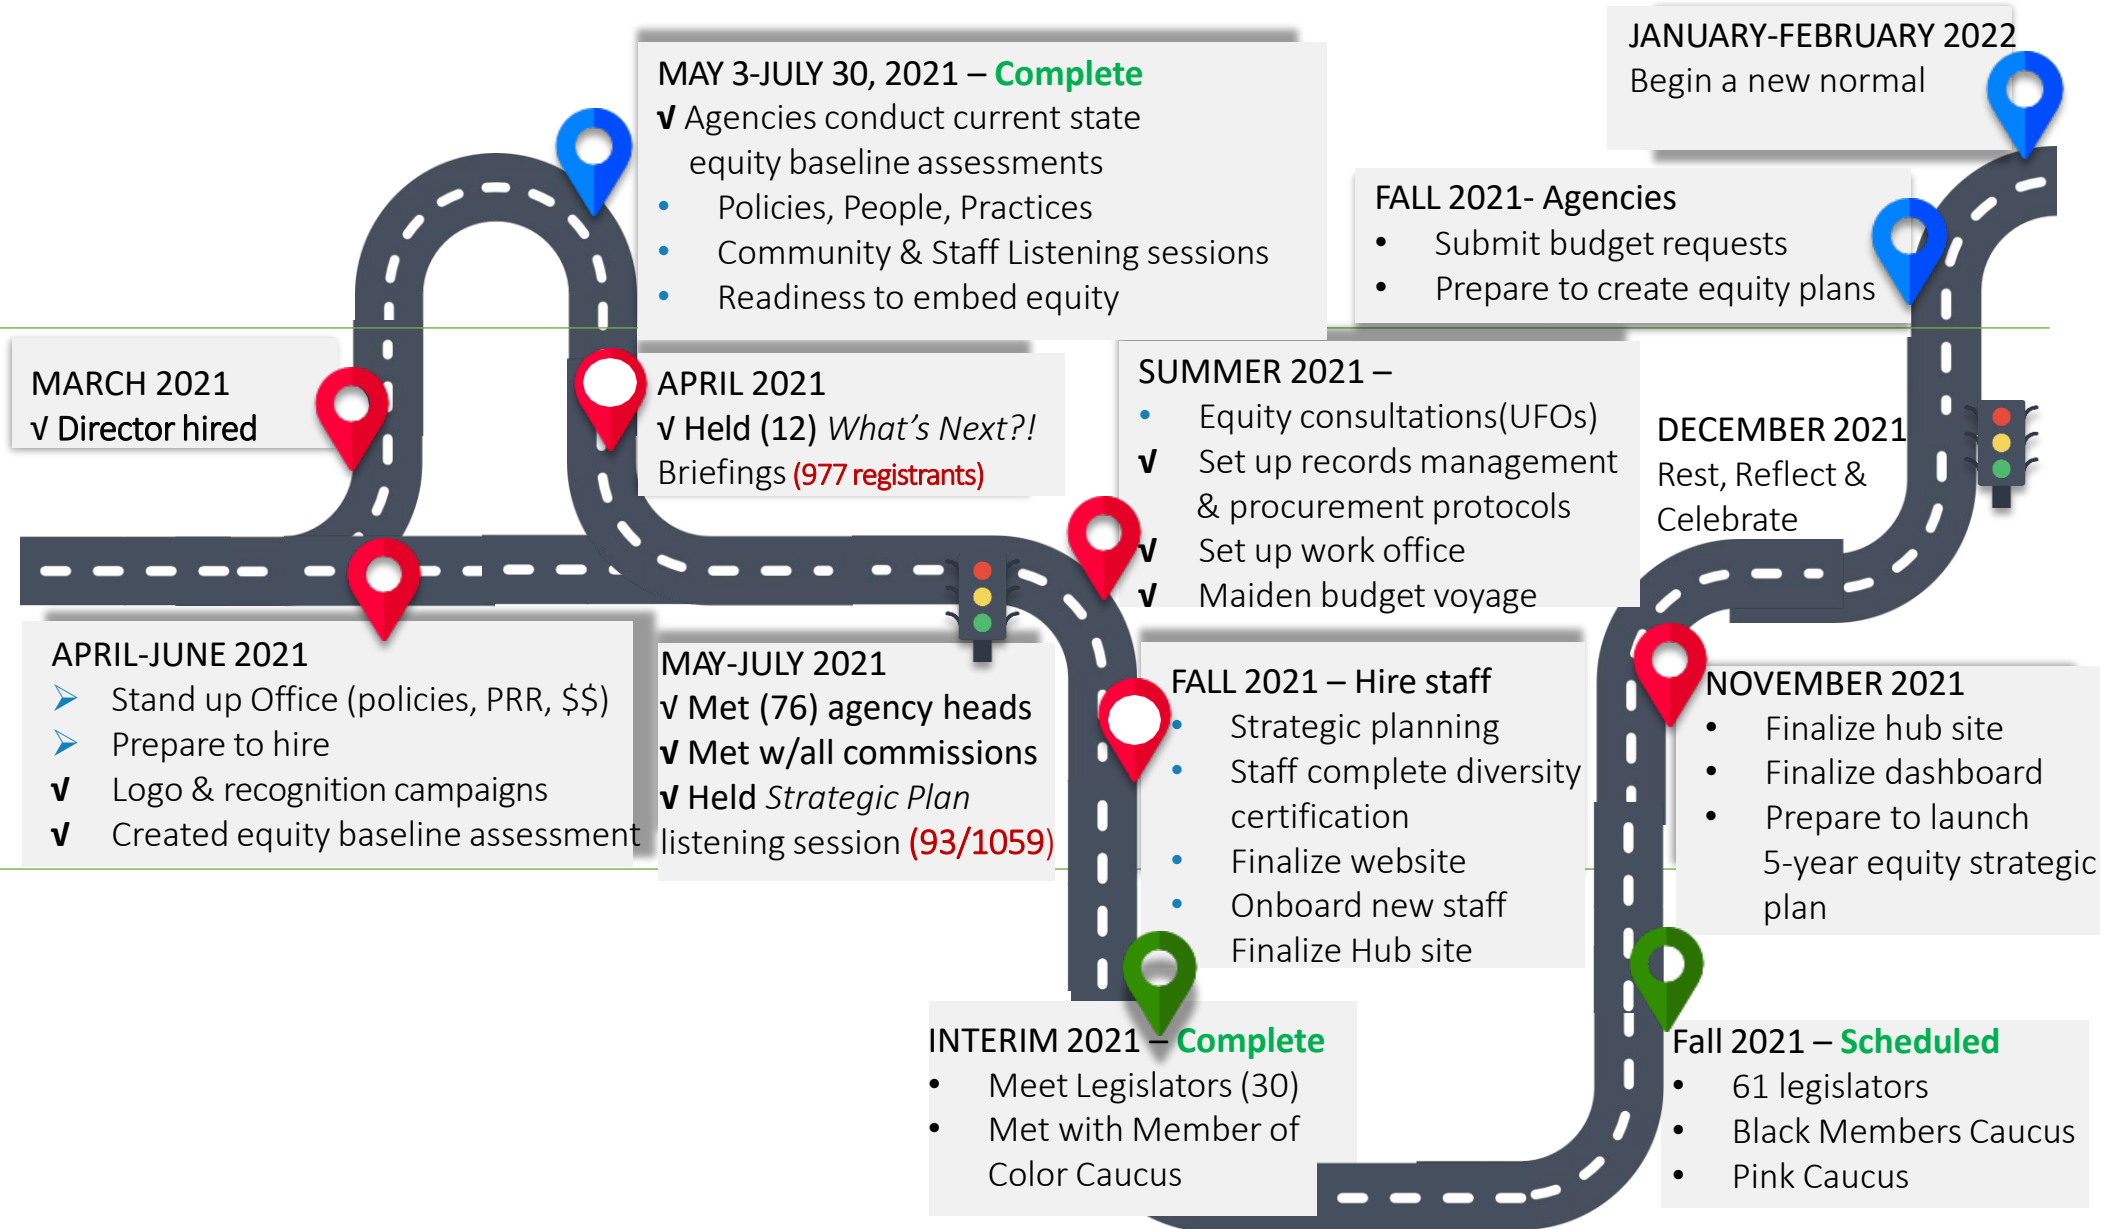 JANUARY-FEBRUARY 2022
Begin a new normal
MAY 3-JULY 30, 2021 – Complete
√ Agencies conduct current state
equity baseline assessments
• Policies, People, Practices
• Community & Staff Listening sessions
• Readiness to embed equity
FALL 2021- Agencies
• Submit budget requests
• Prepare to create equity plans
MARCH 2021
√ Director hired
APRIL 2021
√ Held (12) What's Next?!
Briefings (977 registrants)
SUMMER 2021 –
• Equity consultations(UFOs)
√ Set up records management
& procurement protocols
√ Set up work office
√ Maiden budget voyage
DECEMBER 2021
Rest, Reflect &
Celebrate
APRIL-JUNE 2021
➢ Stand up Office (policies, PRR, $$)
➢ Prepare to hire
√ Logo & recognition campaigns
√ Created equity baseline assessment
MAY-JULY 2021
√ Met (76) agency heads
√ Met w/all commissions
√ Held Strategic Plan
listening session (93/1059)
FALL 2021 – Hire staff
• Strategic planning
• Staff complete diversity
certification
• Finalize website
• Onboard new staff
Finalize Hub site
NOVEMBER 2021
• Finalize hub site
• Finalize dashboard
• Prepare to launch
5-year equity strategic
plan
INTERIM 2021 – Complete
• Meet Legislators (30)
• Met with Member of
Color Caucus
Fall 2021 – Scheduled
• 61 legislators
• Black Members Caucus
• Pink Caucus